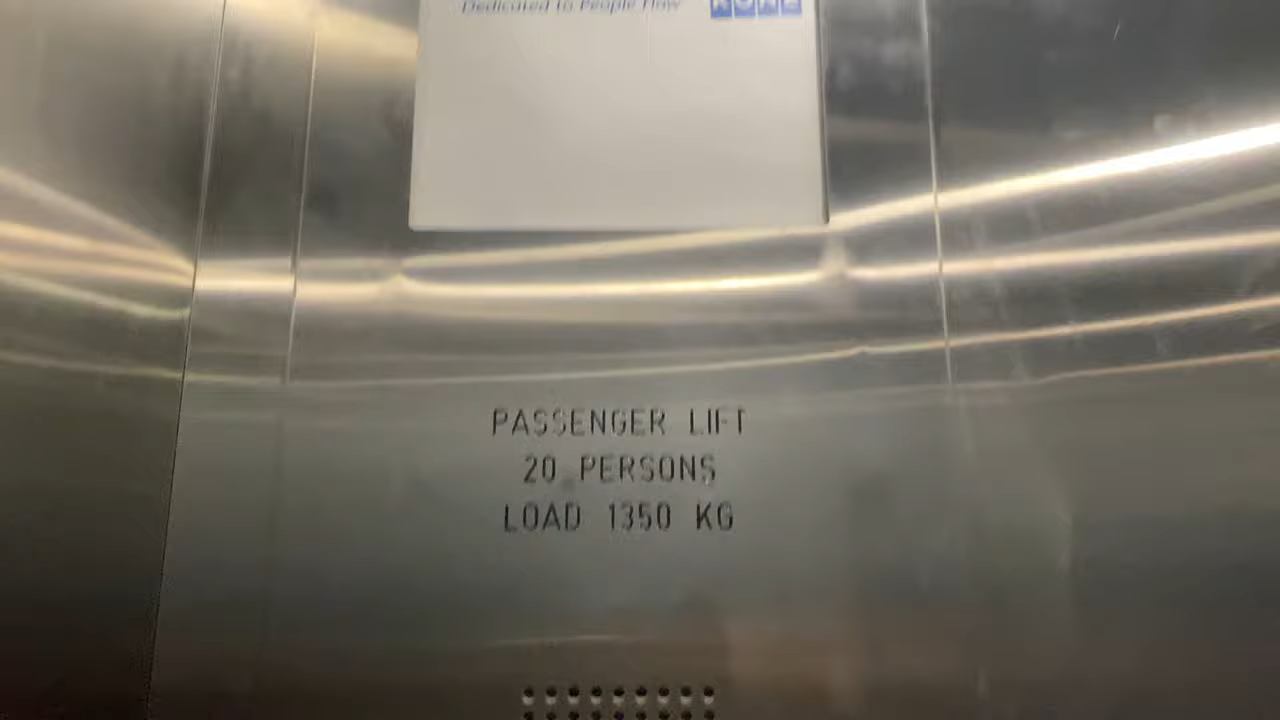 Dedicated to People Flow KONE
PASSENGER LIFT
20 PERSONS
LOAD 1350 KG